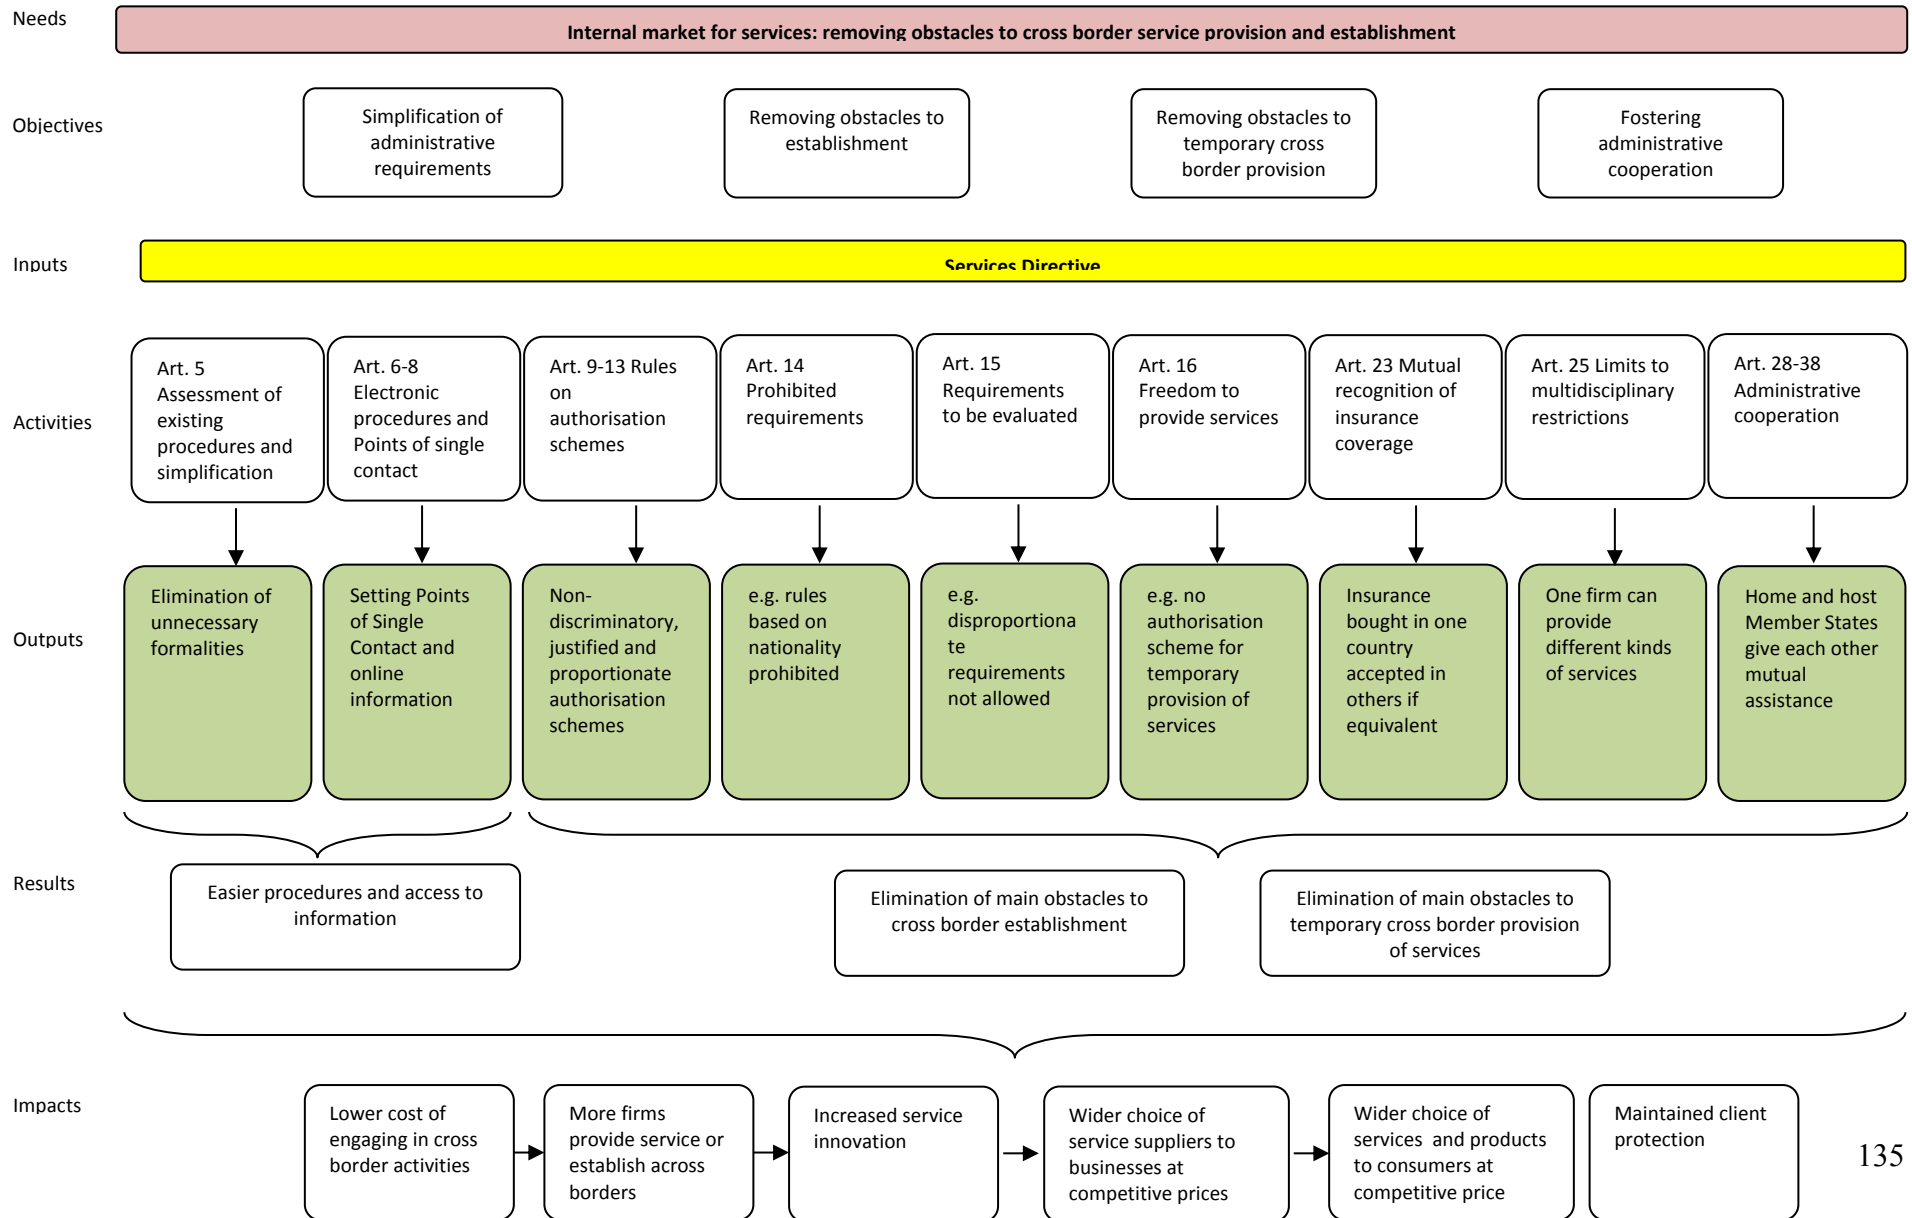 Needs
Internal market for services: removing obstacles to cross border service provision and establishment
Objectives
Simplification of
administrative
requirements
Removing obstacles to
establishment
Removing obstacles to
temporary cross
border provision
Fostering
administrative
cooperation
Inputs
Services Directive
Activities
Art. 5
Assessment of
existing
procedures and
simplification
Art. 6-8
Electronic
procedures and
Points of single
contact
Art. 9-13 Rules
on
authorisation
schemes
Art. 14
Prohibited
requirements
Art. 15
Requirements
to be evaluated
Art. 16
Freedom to
provide services
Art. 23 Mutual
recognition of
insurance
coverage
Art. 25 Limits to
multidisciplinary
restrictions
Art. 28-38
Administrative
cooperation
Outputs
Elimination of
unnecessary
formalities
Setting Points
of Single
Contact and
online
information
Non-
discriminatory,
justified and
proportionate
authorisation
schemes
e.g. rules
based on
nationality
prohibited
e.g.
disproportiona
te
requirements
not allowed
e.g. no
authorisation
scheme for
temporary
provision of
services
Insurance
bought in one
country
accepted in
others if
equivalent
One firm can
provide
different kinds
of services
Home and host
Member States
give each other
mutual
assistance
Results
Easier procedures and access to
information
Elimination of main obstacles to
cross border establishment
Elimination of main obstacles to
temporary cross border provision
of services
Impacts
Lower cost of
engaging in cross
border activities
More firms
provide service or
establish across
borders
Increased service
innovation
Wider choice of
service suppliers to
businesses at
competitive prices
Wider choice of
services and products
to consumers at
competitive price
Maintained client
protection
135